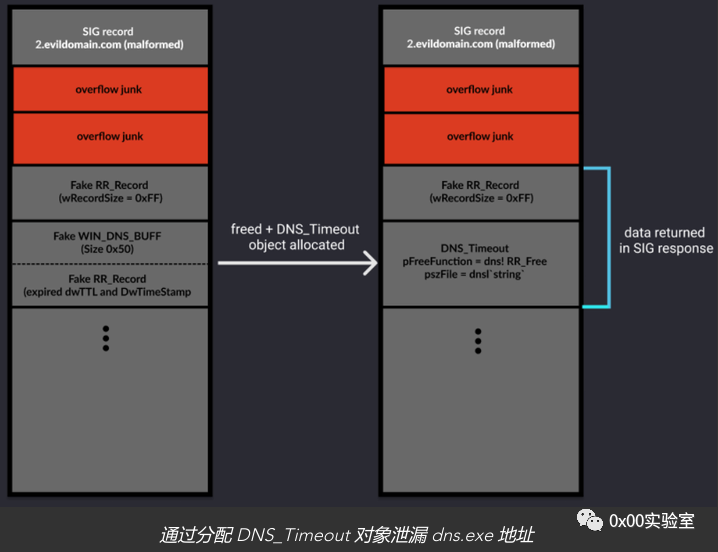 SIG record
2.evildomain.com (malformed)
overflow junk
overflow junk
Fake RR_Record
(wRecordSize = 0xFF)
Fake WIN_DNS_BUFF
(Size 0x50)
Fake RR_Record
(expired dwTTL and DwTimeStamp
freed + DNS_Timeout
object allocated
SIG record
2.evildomain.com (malformed)
overflow junk
overflow junk
Fake RR_Record
(wRecordSize = 0xFF)
DNS_Timeout
pFreeFunction = dns! RR_Free
pszFile = dnsl`string`
data returned
in SIG response
0x00实验室
通过分配 DNS_Timeout 对象泄漏 dns.exe 地址